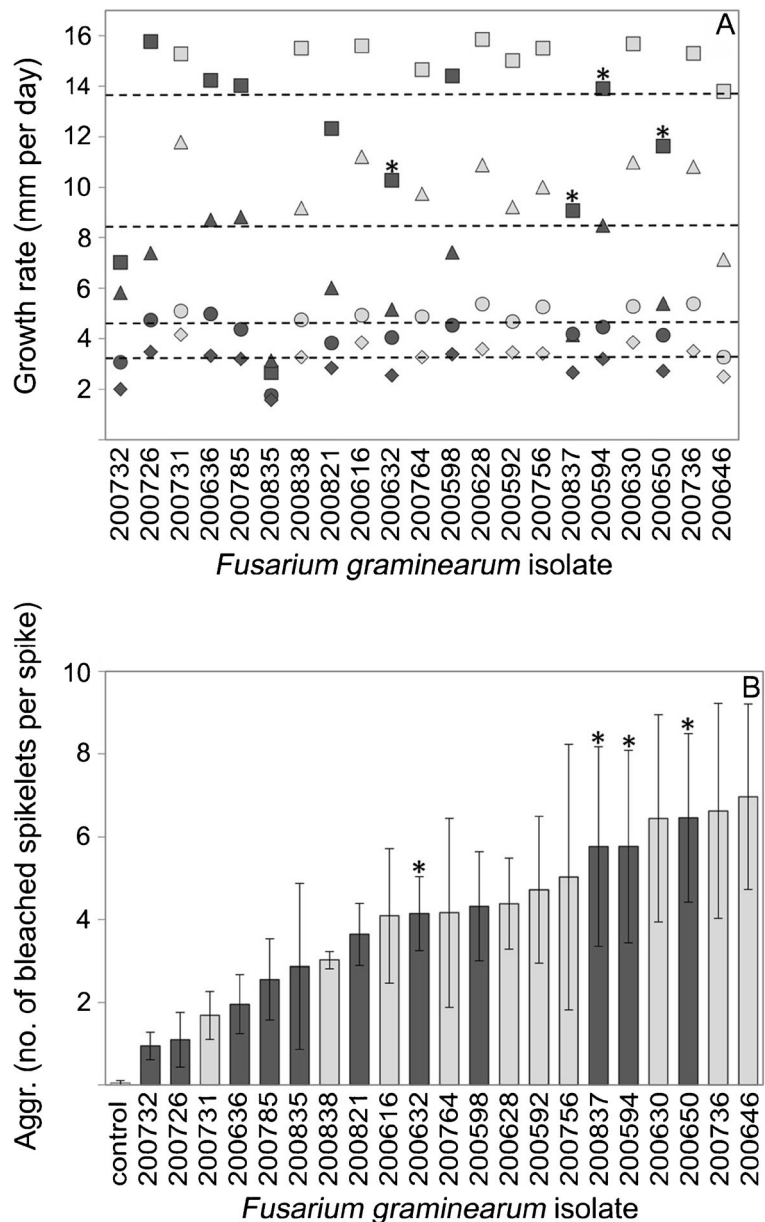 A
16
14
12
10
8
6
4
2
Growth rate (mm per day)
* * * *
200732 200726 200731 200636 200785 200835 200838 200821 200616 200632 200764 200598 200628 200592 200756 200837 200594 200630 200650 200736 200646
Fusarium graminearum isolate
B
10
8
6
4
2
Aggr. (no. of bleached spikelets per spike)
* * * *
control 200732 200726 200731 200636 200785 200835 200838 200821 200616 200632 200764 200598 200628 200592 200756 200837 200594 200630 200650 200736 200646
Fusarium graminearum isolate